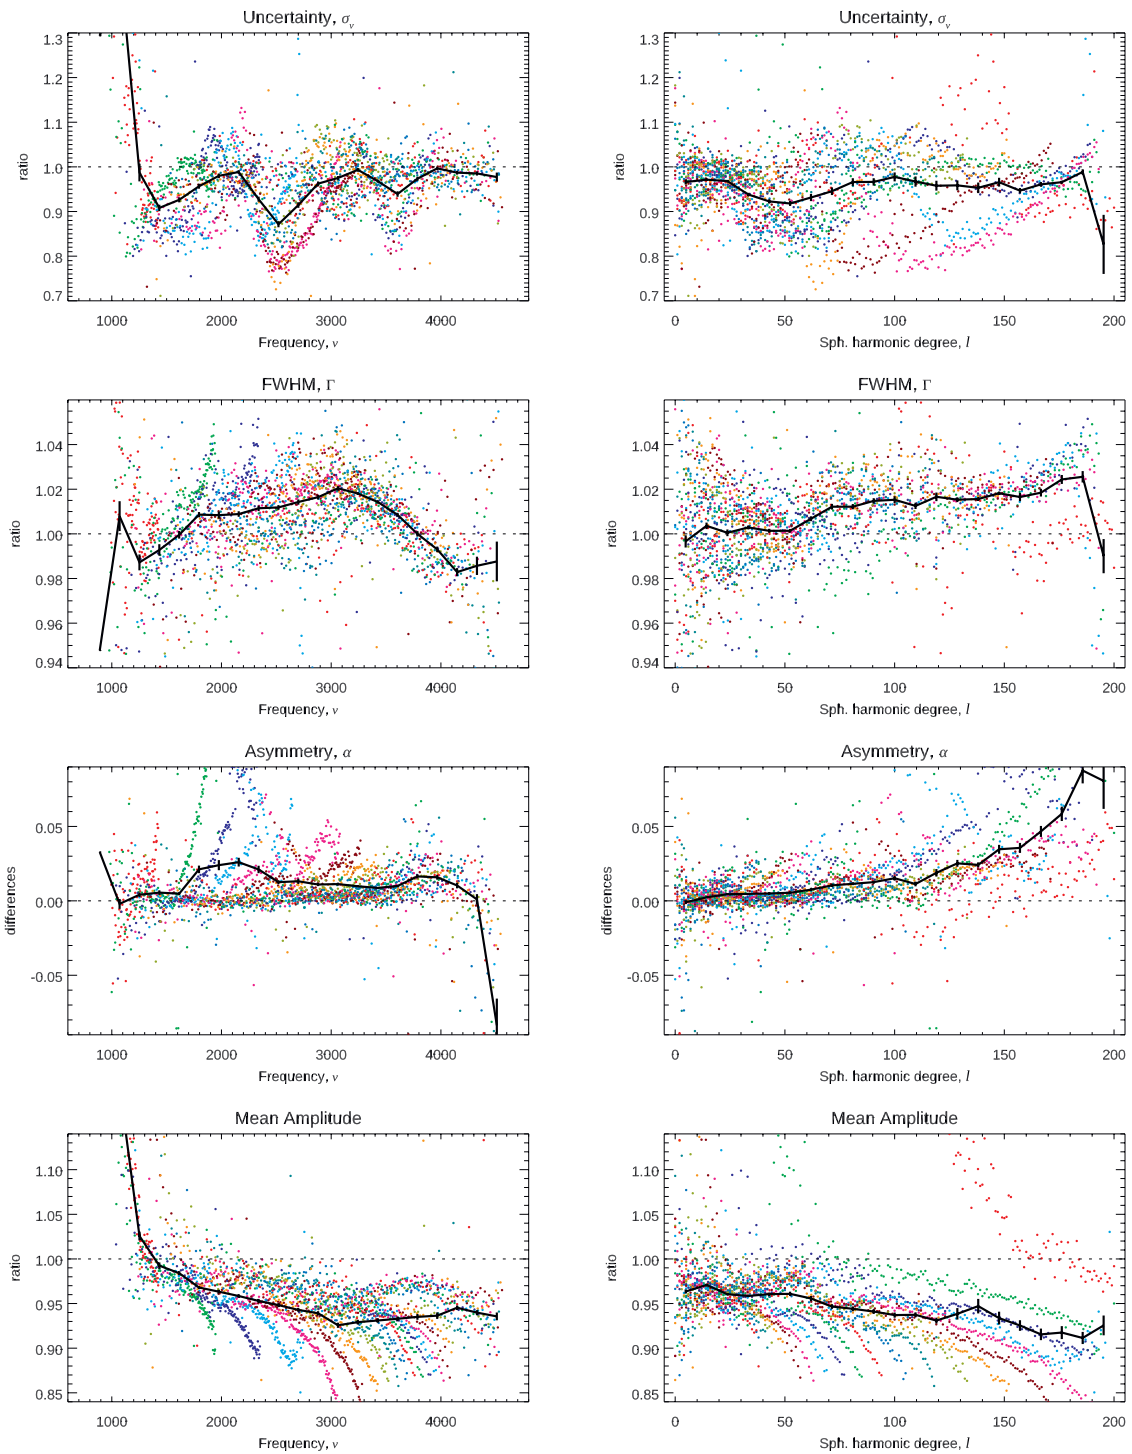 Uncertainty, σν
1.3
1.2
1.1
1.0
0.9
0.8
0.7
ratio
1000 2000 3000 4000
Frequency, ν
Uncertainty, σν
1.3
1.2
1.1
1.0
0.9
0.8
0.7
ratio
0 50 100 150 200
Sph. harmonic degree, l
FWHM, Γ
1.04
1.02
1.00
0.98
0.96
0.94
ratio
1000 2000 3000 4000
Frequency, ν
FWHM, Γ
1.04
1.02
1.00
0.98
0.96
0.94
ratio
0 50 100 150 200
Sph. harmonic degree, l
Asymmetry, α
0.05
0.00
-0.05
differences
1000 2000 3000 4000
Frequency, ν
Asymmetry, α
0.05
0.00
-0.05
differences
0 50 100 150 200
Sph. harmonic degree, l
Mean Amplitude
1.10
1.05
1.00
0.95
0.90
0.85
ratio
1000 2000 3000 4000
Frequency, ν
Mean Amplitude
1.10
1.05
1.00
0.95
0.90
0.85
ratio
0 50 100 150 200
Sph. harmonic degree, l